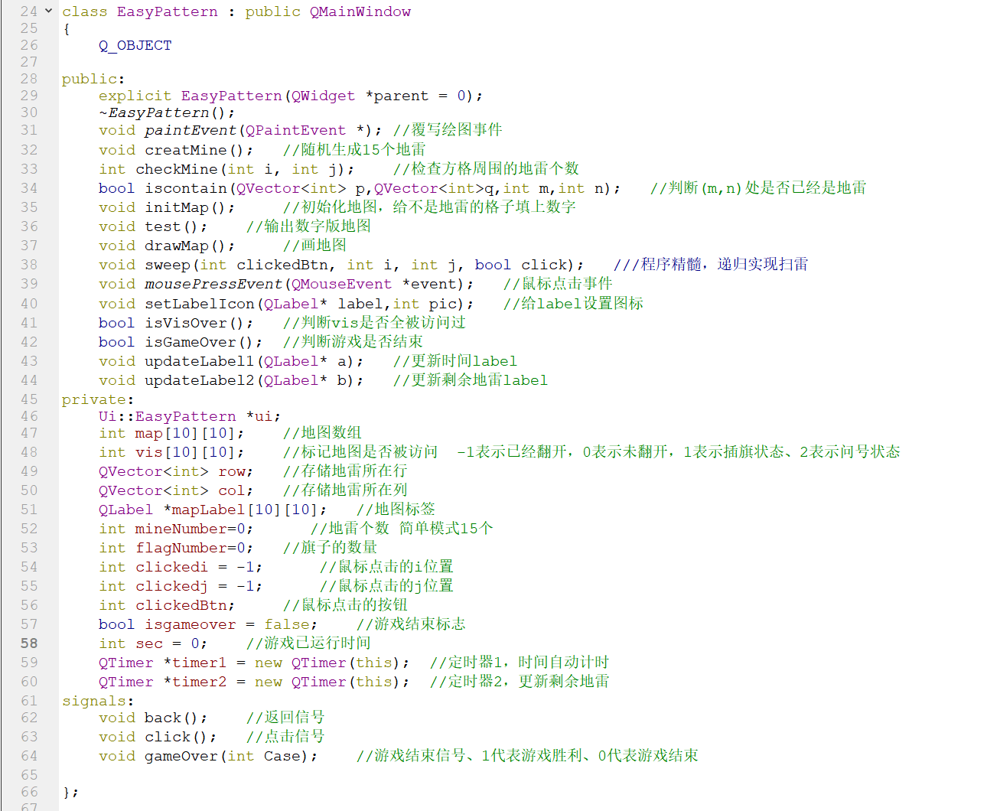 24 class EasyPattern : public QMainWindow
25 {
26     Q_OBJECT
27
28 public:
29     explicit EasyPattern(QWidget *parent = 0);
30     ~EasyPattern();
31     void paintEvent(QPaintEvent *); //覆写绘图事件
32     void creatMine();   //随机生成15个地雷
33     int checkMine(int i, int j);    //检查方格周围的地雷个数
34     bool iscontain(QVector<int> p,QVector<int>q,int m,int n);   //判断(m,n)处是否已经是地雷
35     void initMap();     //初始化地图，给不是地雷的格子填上数字
36     void test();    //输出数字版地图
37     void drawMap();     //画地图
38     void sweep(int clickedBtn, int i, int j, bool click);   ///程序精髓，递归实现扫雷
39     void mousePressEvent(QMouseEvent *event);   //鼠标点击事件
40     void setLabelIcon(QLabel* label,int pic);   //给label设置图标
41     bool isVisOver();   //判断vis是否全被访问过
42     bool isGameOver();  //判断游戏是否结束
43     void updateLabel1(QLabel* a);   //更新时间label
44     void updateLabel2(QLabel* b);   //更新剩余地雷label
45 private:
46     Ui::EasyPattern *ui;
47     int map[10][10];    //地图数组
48     int vis[10][10];    //标记地图是否被访问  -1表示已经翻开，0表示未翻开，1表示插旗状态、2表示问号状态
49     QVector<int> row;   //存储地雷所在行
50     QVector<int> col;   //存储地雷所在列
51     QLabel *mapLabel[10][10];   //地图标签
52     int mineNumber=0;      //地雷个数 简单模式15个
53     int flagNumber=0;   //旗子的数量
54     int clickedi = -1;      //鼠标点击的i位置
55     int clickedj = -1;      //鼠标点击的j位置
56     int clickedBtn;     //鼠标点击的按钮
57     bool isgameover = false;    //游戏结束标志
58     int sec = 0;    //游戏已运行时间
59     QTimer *timer1 = new QTimer(this);  //定时器1，时间自动计时
60     QTimer *timer2 = new QTimer(this);  //定时器2，更新剩余地雷
61 signals:
62     void back();    //返回信号
63     void click();   //点击信号
64     void gameOver(int Case);    //游戏结束信号、1代表游戏胜利、0代表游戏结束
65
66 };
67